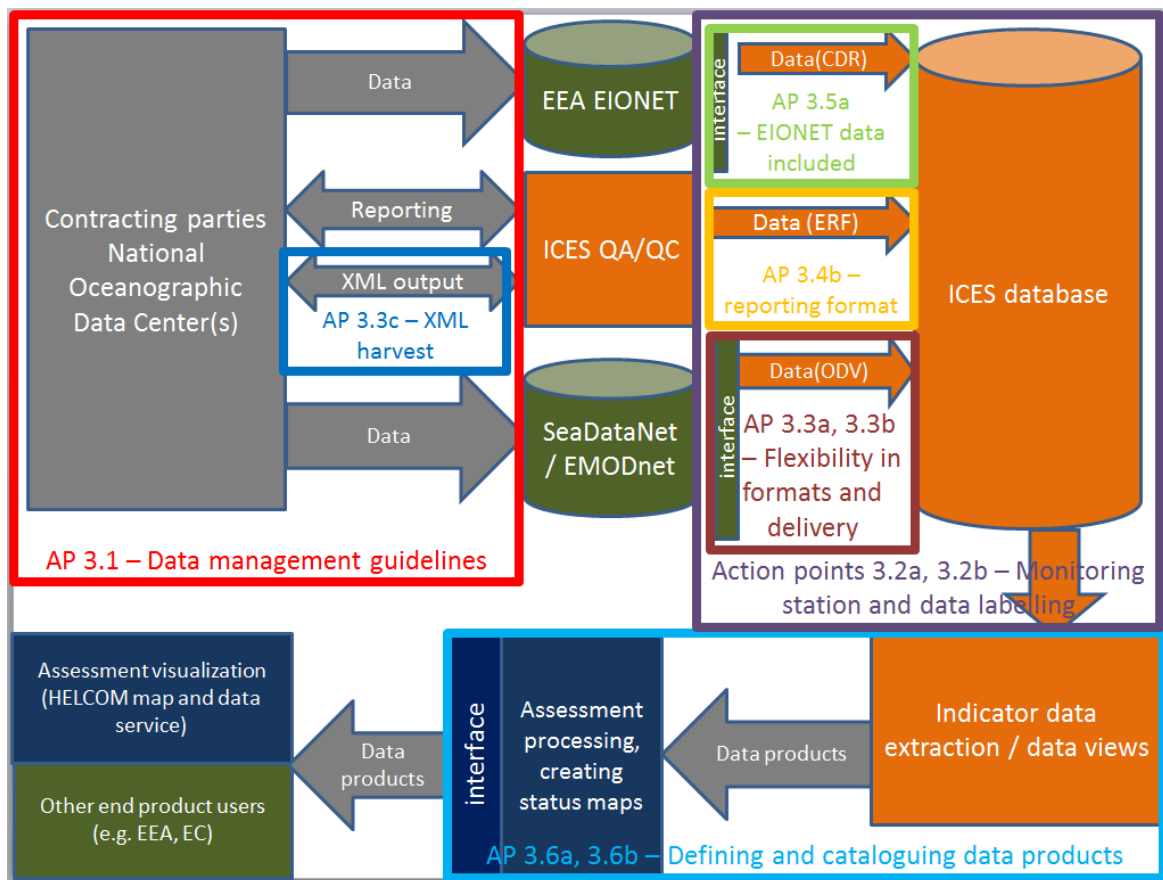 Contracting parties
National
Oceanographic
Data Center(s)
Data
Reporting
XML output
AP 3.3c – XML
harvest
Data
AP 3.1 – Data management guidelines
EEA EIONET
ICES QA/QC
SeaDataNet
/ EMODnet
interface
Data(CDR)
AP 3.5a
– EIONET data
included
Data (ERF)
AP 3.4b –
reporting format
interface
Data(ODV)
AP 3.3a, 3.3b
– Flexibility in
formats and
delivery
Action points 3.2a, 3.2b – Monitoring
station and data labelling
ICES database
Indicator data
extraction / data views
Data products
Assessment
processing,
creating
status maps
interface
AP 3.6a, 3.6b – Defining and cataloguing data products
Data
products
Assessment visualization
(HELCOM map and data
service)
Other end product users
(e.g. EEA, EC)